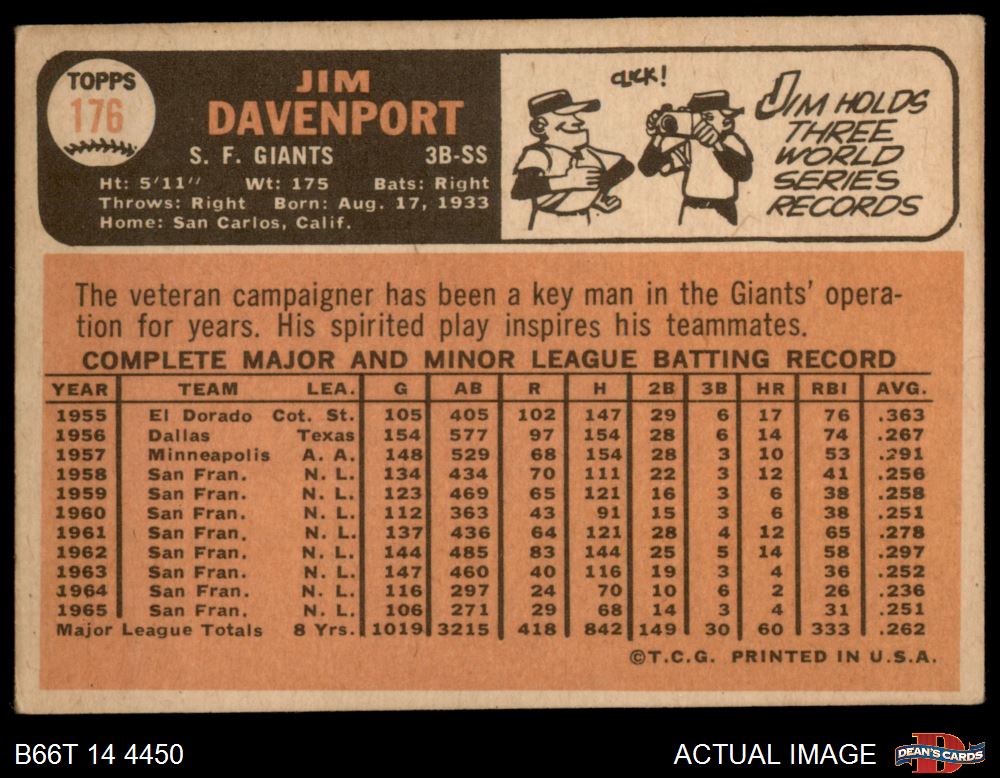 TOPPS
176
JIM
DAVENPORT
S. F. GIANTS 3B-SS
Ht: 5'11" Wt: 175 Bats: Right
Throws: Right Born: Aug. 17, 1933
Home: San Carlos, Calif.
CLICK!
JIM HOLDS
THREE
WORLD
SERIES
RECORDS
The veteran campaigner has been a key man in the Giants' opera-
tion for years. His spirited play inspires his teammates.
COMPLETE MAJOR AND MINOR LEAGUE BATTING RECORD
YEAR TEAM LEA. G AB R H 2B 3B HR RBI AVG.
1955 El Dorado Cot. St. 105 405 102 147 29 6 17 76 .363
1956 Dallas Texas 154 577 97 154 28 6 14 74 .267
1957 Minneapolis A. A. 148 529 68 154 28 3 10 53 .291
1958 San Fran. N. L. 134 434 70 111 22 3 12 41 .256
1959 San Fran. N. L. 123 469 65 121 16 3 6 38 .258
1960 San Fran. N. L. 112 363 43 91 15 3 6 38 .251
1961 San Fran. N. L. 137 436 64 121 28 4 12 65 .278
1962 San Fran. N. L. 144 485 83 144 25 5 14 58 .297
1963 San Fran. N. L. 147 460 40 116 19 3 4 36 .252
1964 San Fran. N. L. 116 297 24 70 10 6 2 26 .236
1965 San Fran. N. L. 106 271 29 68 14 3 4 31 .251
Major League Totals 8 Yrs. 1019 3215 418 842 149 30 60 333 .262
©T.C.G. PRINTED IN U.S.A.
B66T 14 4450
ACTUAL IMAGE
DEAN'S CARDS